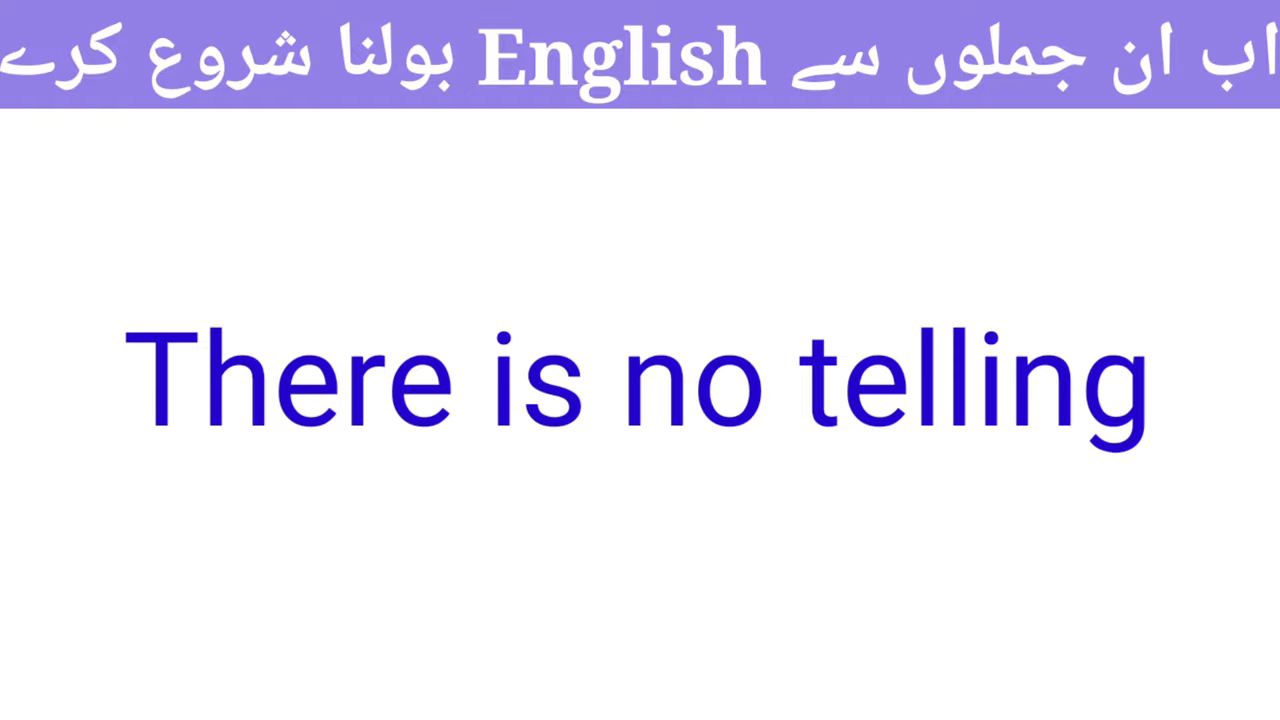 اب ان جملوں سے English بولنا شروع کرے
There is no telling